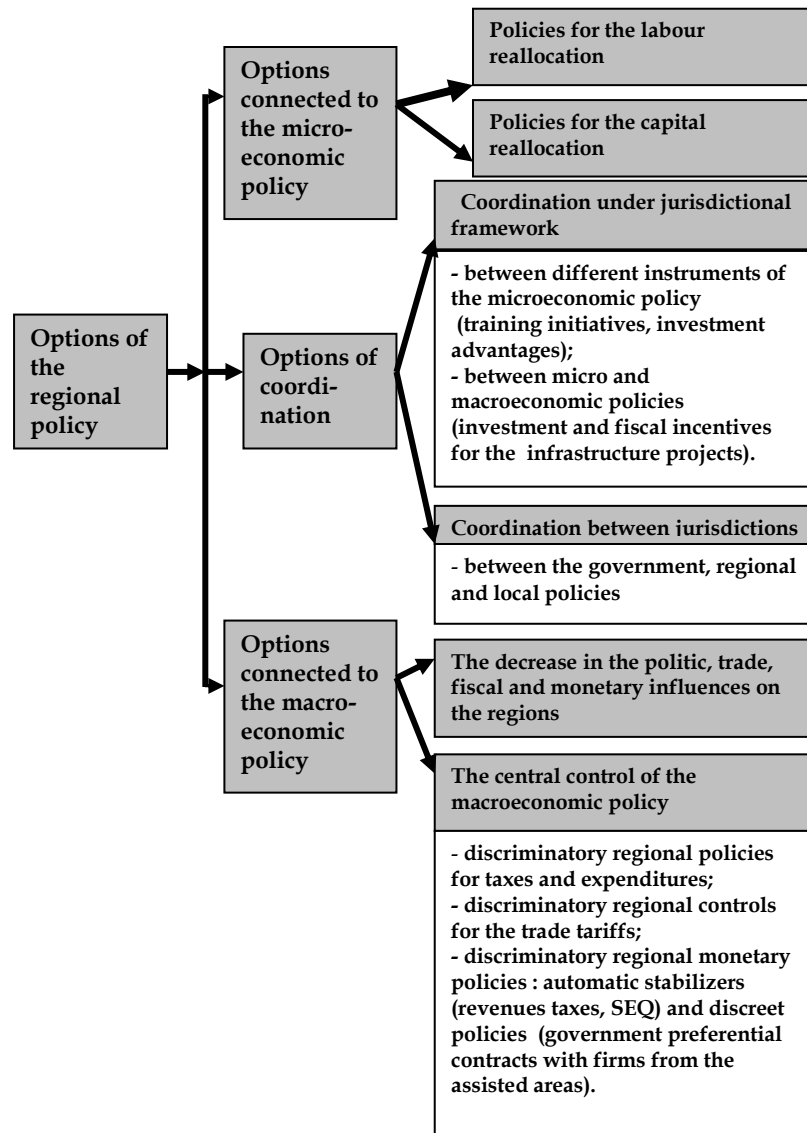 Options of
the
regional
policy
Options
connected to
the micro-
economic
policy
Policies for the labour
reallocation
Policies for the capital
reallocation
Options of
coordi-
nation
Coordination under jurisdictional
framework
- between different instruments of
the microeconomic policy
(training initiatives, investment
advantages);
- between micro and
macroeconomic policies
(investment and fiscal incentives
for the infrastructure projects).
Coordination between jurisdictions
- between the government, regional
and local policies
Options
connected to
the macro-
economic
policy
The decrease in the politic, trade,
fiscal and monetary influences on
the regions
The central control of the
macroeconomic policy
- discriminatory regional policies
for taxes and expenditures;
- discriminatory regional controls
for the trade tariffs;
- discriminatory regional monetary
policies : automatic stabilizers
(revenues taxes, SEQ) and discreet
policies (government preferential
contracts with firms from the
assisted areas).